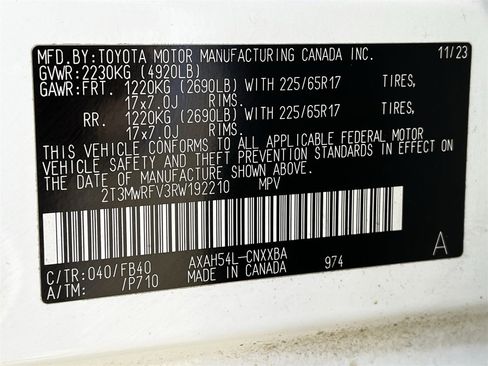 MFD.BY:TOYOTA MOTOR MANUFACTURING CANADA INC. 11/23
GVWR:2230KG (4920LB)
GAWR:FRT. 1220KG (2690LB) WITH 225/65R17 TIRES,
17x7.0J RIMS.
RR. 1220KG (2690LB) WITH 225/65R17 TIRES,
17x7.0J RIMS.
THIS VEHICLE CONFORMS TO ALL APPLICABLE FEDERAL MOTOR
VEHICLE SAFETY AND THEFT PREVENTION STANDARDS IN EFFECT ON
THE DATE OF MANUFACTURE SHOWN ABOVE.
2T3MWRFV3RW192210 MPV
C/TR:040/FB40 AXAH54L-CNXXBA A
A/TM: /P710 MADE IN CANADA 974